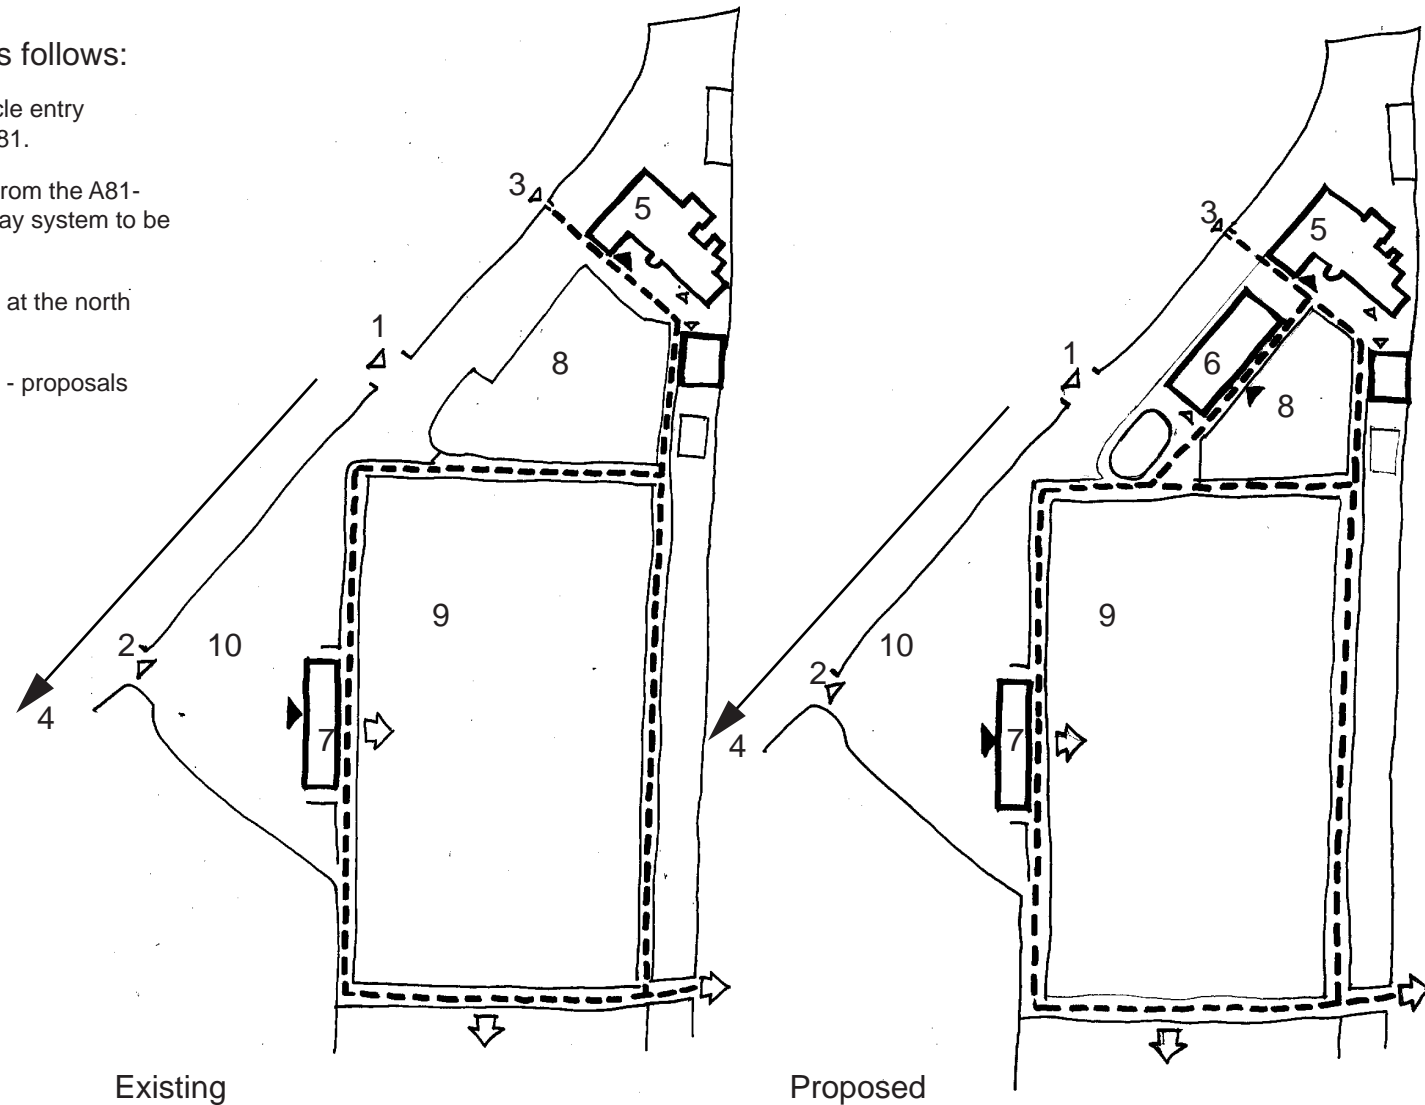 s follows:
cle entry
81.
rom the A81-
ay system to be
at the north
- proposals
3
5
1
8
9
2
10
4
7
Existing
3
5
1
6
8
9
10
2
4
7
Proposed